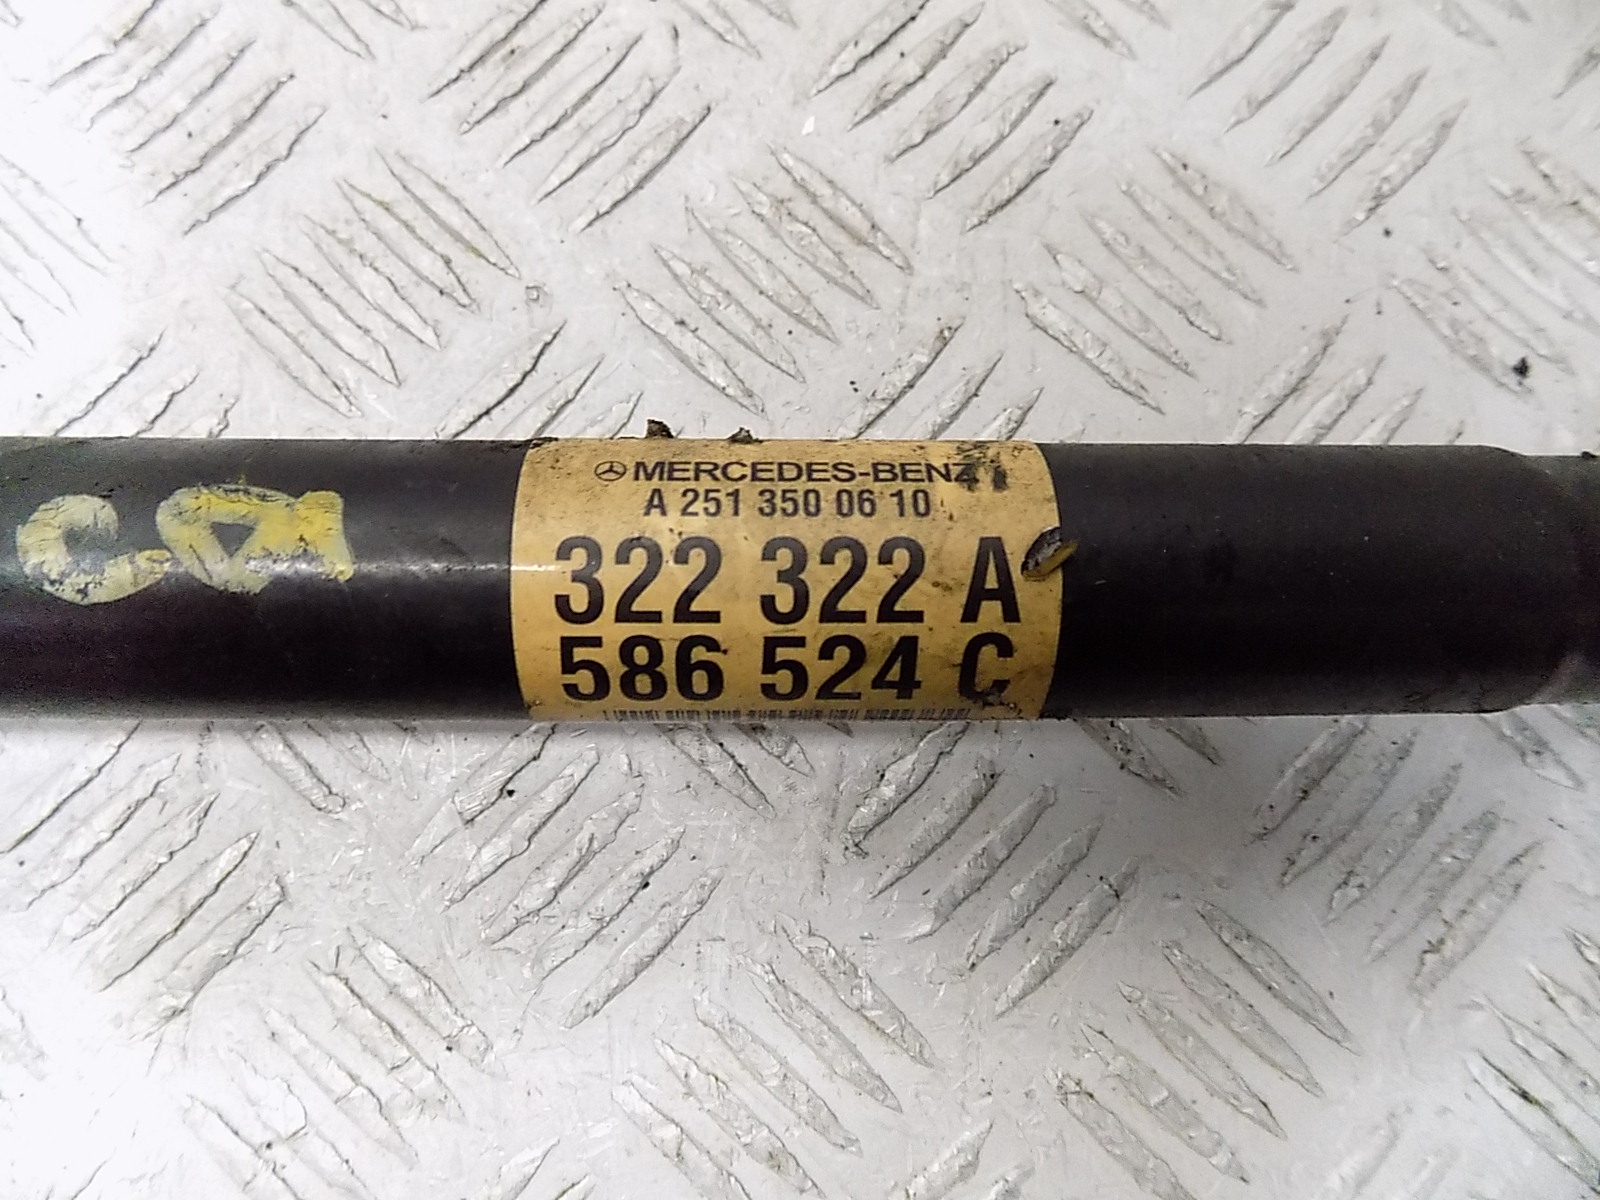 MERCEDES-BENZ
A 251 350 06 10
322 322 A
586 524 C